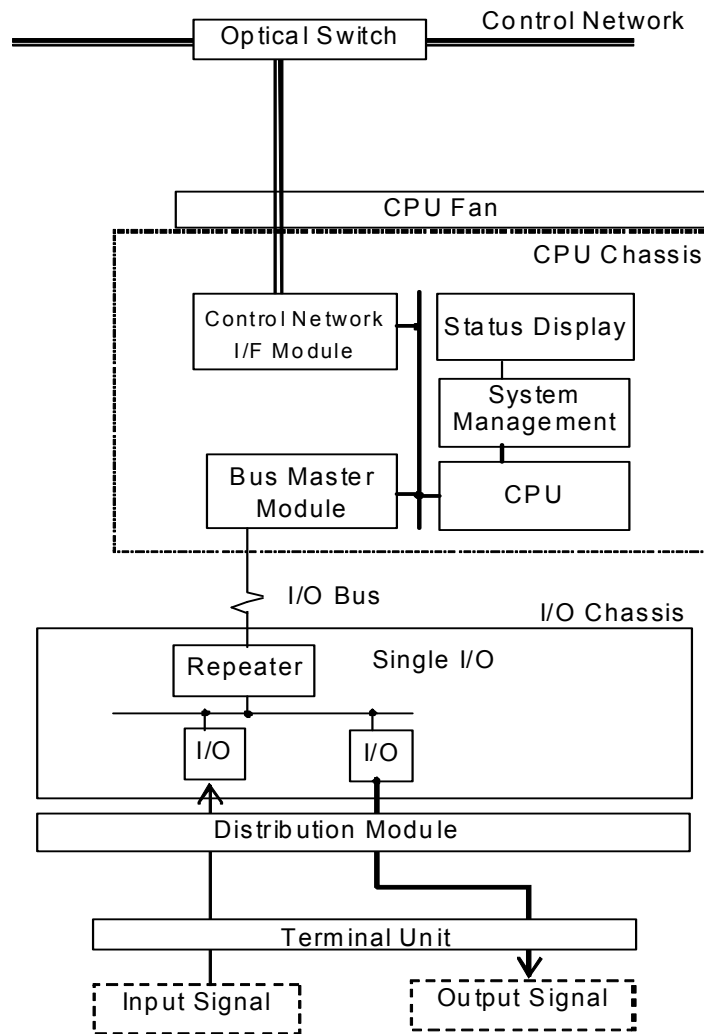 Control Network
Optical Switch
CPU Fan
CPU Chassis
Control Network
I/F Module
Status Display
System
Management
Bus Master
Module
CPU
I/O Bus
I/O Chassis
Repeater
Single I/O
I/O
I/O
Distribution Module
Terminal Unit
Input Signal
Output Signal